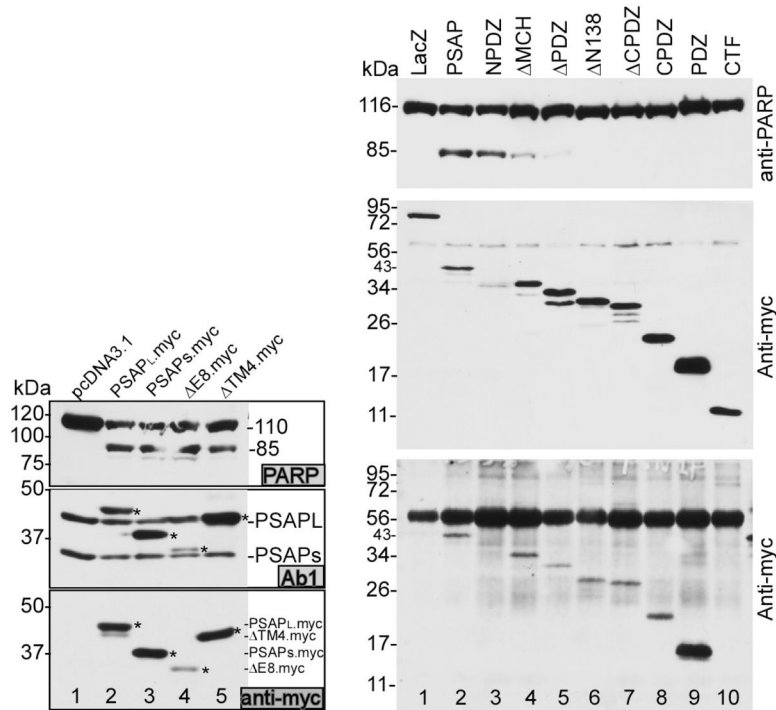 kDa
pcDNA3.1
PSAPL.myc
PSAPs.myc
ΔE8.myc
ΔTM4.myc
120-
100-
75-
-110
-85
PARP
50-
37-
*
*
*
*
-PSAPL
-PSAPs
Ab1
50-
37-
*
*
*
*
-PSAPL.myc
-ΔTM4.myc
-PSAPs.myc
-ΔE8.myc
1 2 3 4 5
anti-myc
kDa
LacZ
PSAP
NPDZ
ΔMCH
ΔPDZ
ΔN138
ΔCPDZ
CPDZ
PDZ
CTF
116-
85-
anti-PARP
95-
72-
56-
43-
34-
26-
17-
11-
Anti-myc
95-
72-
56-
43-
34-
26-
17-
11-
Anti-myc
1 2 3 4 5 6 7 8 9 10